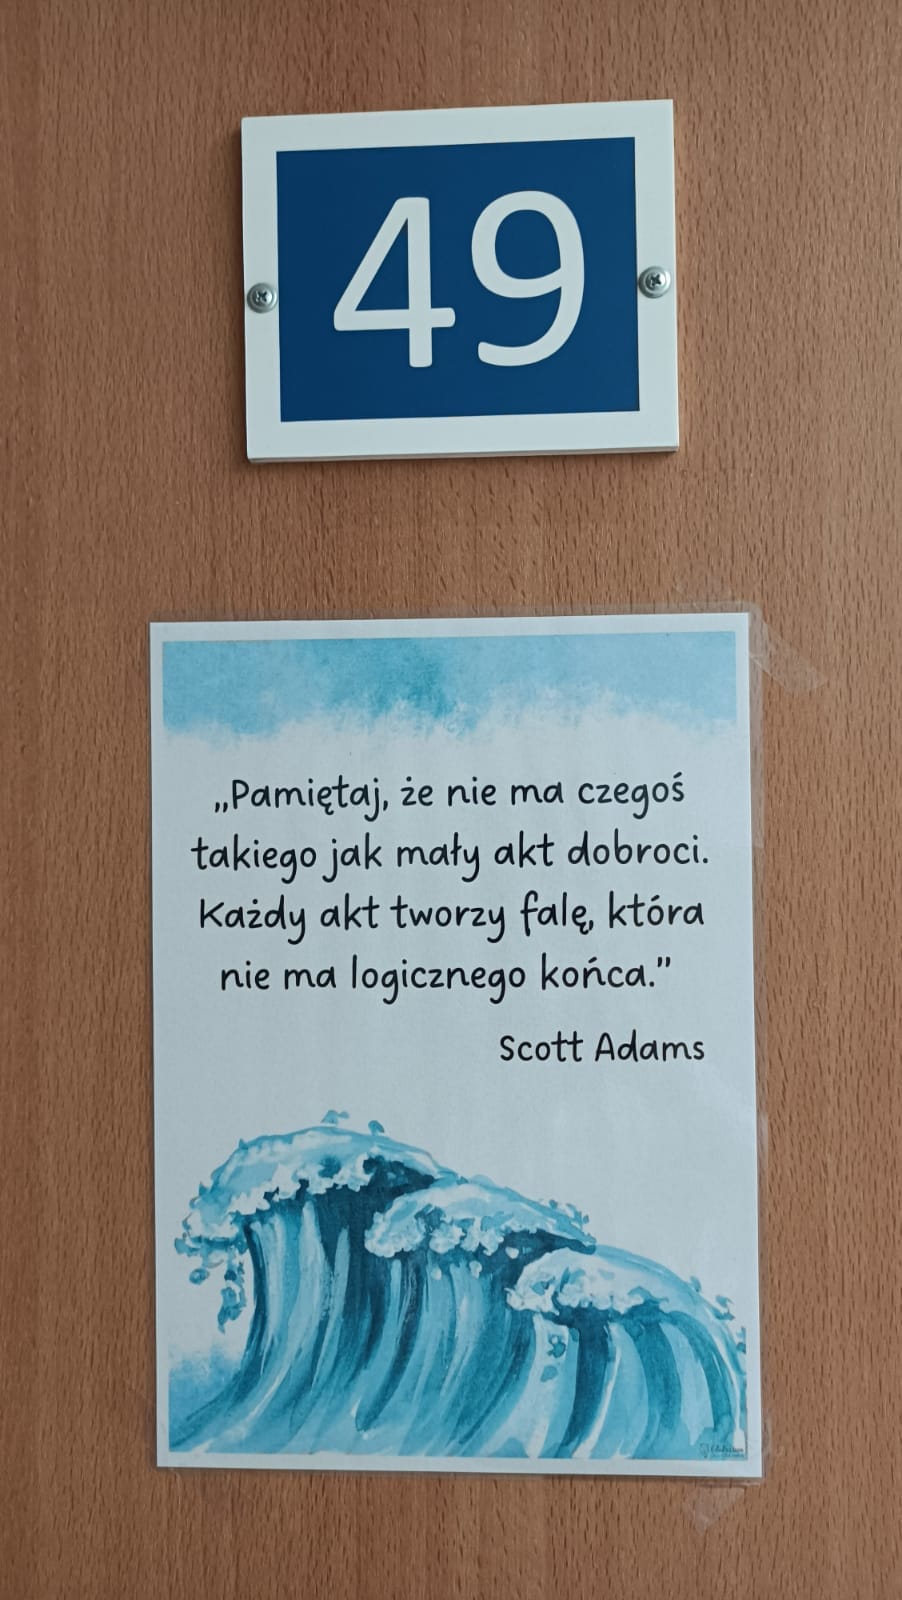 49
„Pamiętaj, że nie ma czegoś
takiego jak mały akt dobroci.
Każdy akt tworzy falę, która
nie ma logicznego końca.”
Scott Adams